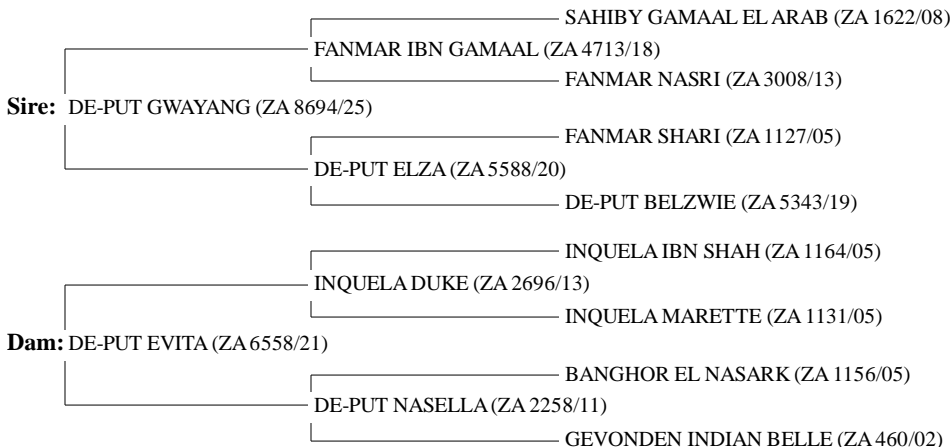 SAHIBY GAMAAL EL ARAB (ZA 1622/08)
FANMAR IBN GAMAAL (ZA 4713/18)
FANMAR NASRI (ZA 3008/13)
Sire: DE-PUT GWAYANG (ZA 8694/25)
FANMAR SHARI (ZA 1127/05)
DE-PUT ELZA (ZA 5588/20)
DE-PUT BELZWIE (ZA 5343/19)
INQUELA IBN SHAH (ZA 1164/05)
INQUELA DUKE (ZA 2696/13)
INQUELA MARETTE (ZA 1131/05)
Dam: DE-PUT EVITA (ZA 6558/21)
BANGHOR EL NASARK (ZA 1156/05)
DE-PUT NASELLA (ZA 2258/11)
GEVONDEN INDIAN BELLE (ZA 460/02)